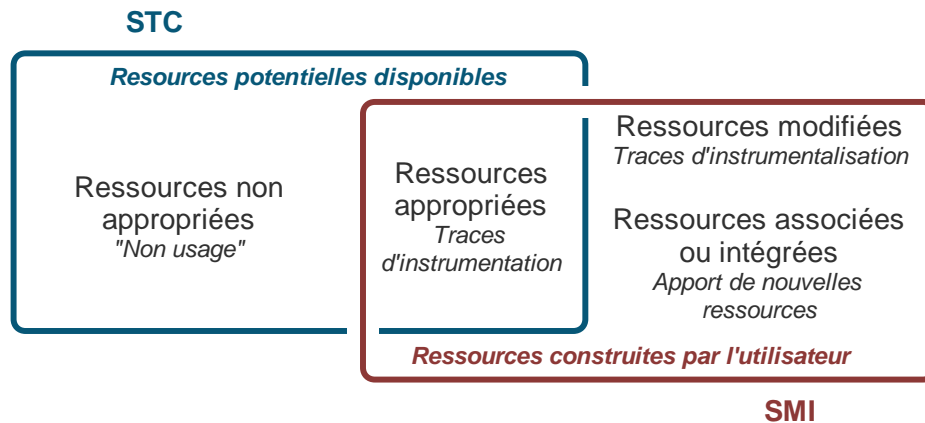 STC
Resources potentielles disponibles
Ressources non
appropriées
"Non usage"
Ressources
appropriées
Traces
d'instrumentation
Ressources modifiées
Traces d'instrumentalisation
Ressources associées
ou intégrées
Apport de nouvelles
ressources
Ressources construites par l'utilisateur
SMI